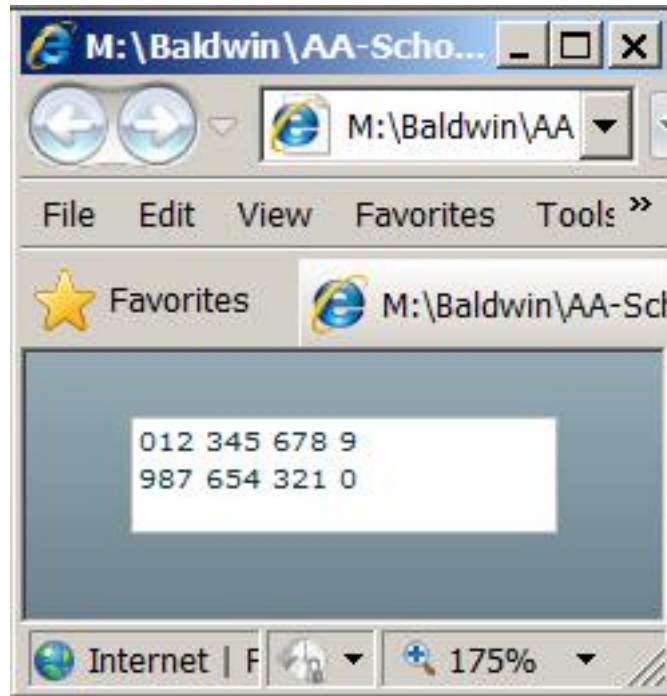 M:\Baldwin\AA-Scho...
M:\Baldwin\AA
File Edit View Favorites Tools »
Favorites M:\Baldwin\AA-Scl
012 345 678 9
987 654 321 0
Internet | F 175%